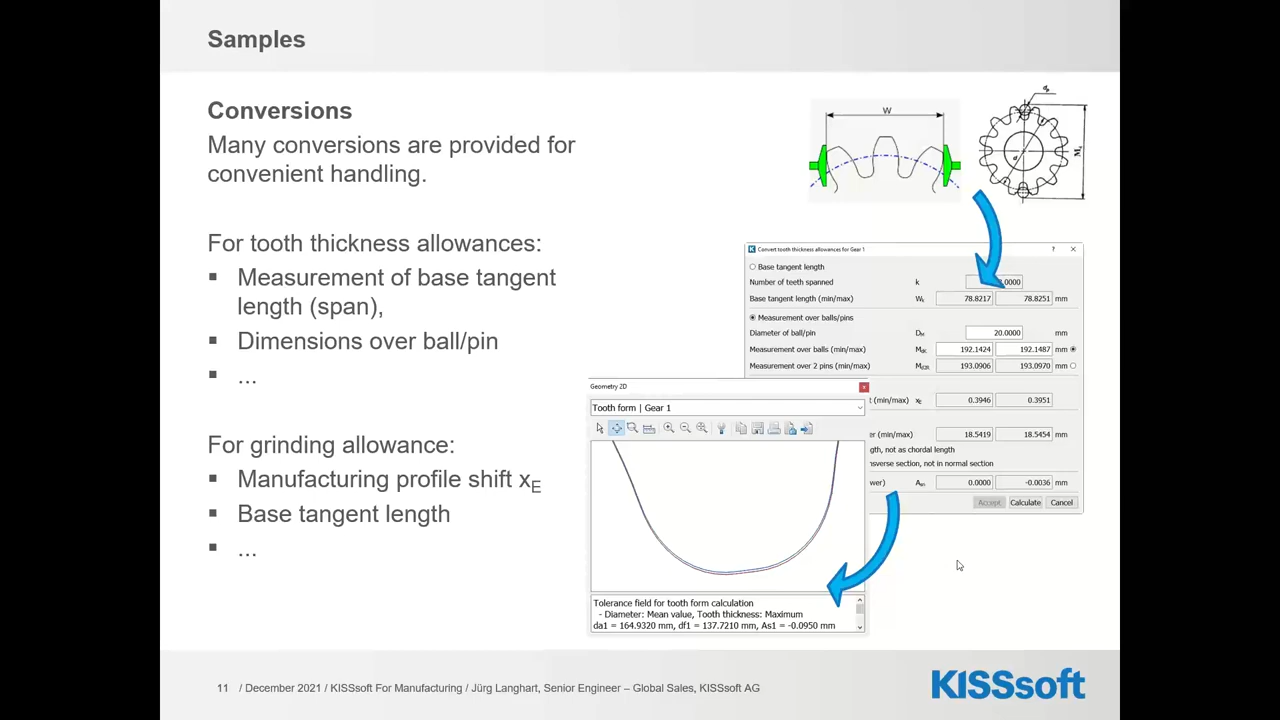 Samples
Conversions
Many conversions are provided for
convenient handling.
For tooth thickness allowances:
▪ Measurement of base tangent
length (span),
▪ Dimensions over ball/pin
▪ ...
For grinding allowance:
▪ Manufacturing profile shift xE
▪ Base tangent length
▪ ...
W
Convert tooth thickness allowances for Gear 1
Base tangent length
Number of teeth spanned k .0000
Base tangent length (min/max) Wk 78.8217 78.8251 mm
Measurement over balls/pins
Diameter of ball/pin DM 20.0000 mm
Measurement over balls (min/max) 192.1424 192.1487 mm
Measurement over 2 pins (min/max) 193.0906 193.0970 mm
t (min/max) xE 0.3946 0.3951
er (min/max) 18.5419 18.5454 mm
ngth, not as chordal length
nsverse section, not in normal section
wer) 0.0000 -0.0036 mm
Accept Calculate Cancel
Geometry 2D
Tooth form | Gear 1
Tolerance field for tooth form calculation
- Diameter: Mean value, Tooth thickness: Maximum
da1 = 164.9320 mm, df1 = 137.7210 mm, As1 = -0.0950 mm
11 / December 2021 / KISSsoft For Manufacturing / Jürg Langhart, Senior Engineer – Global Sales, KISSsoft AG
KISSsoft